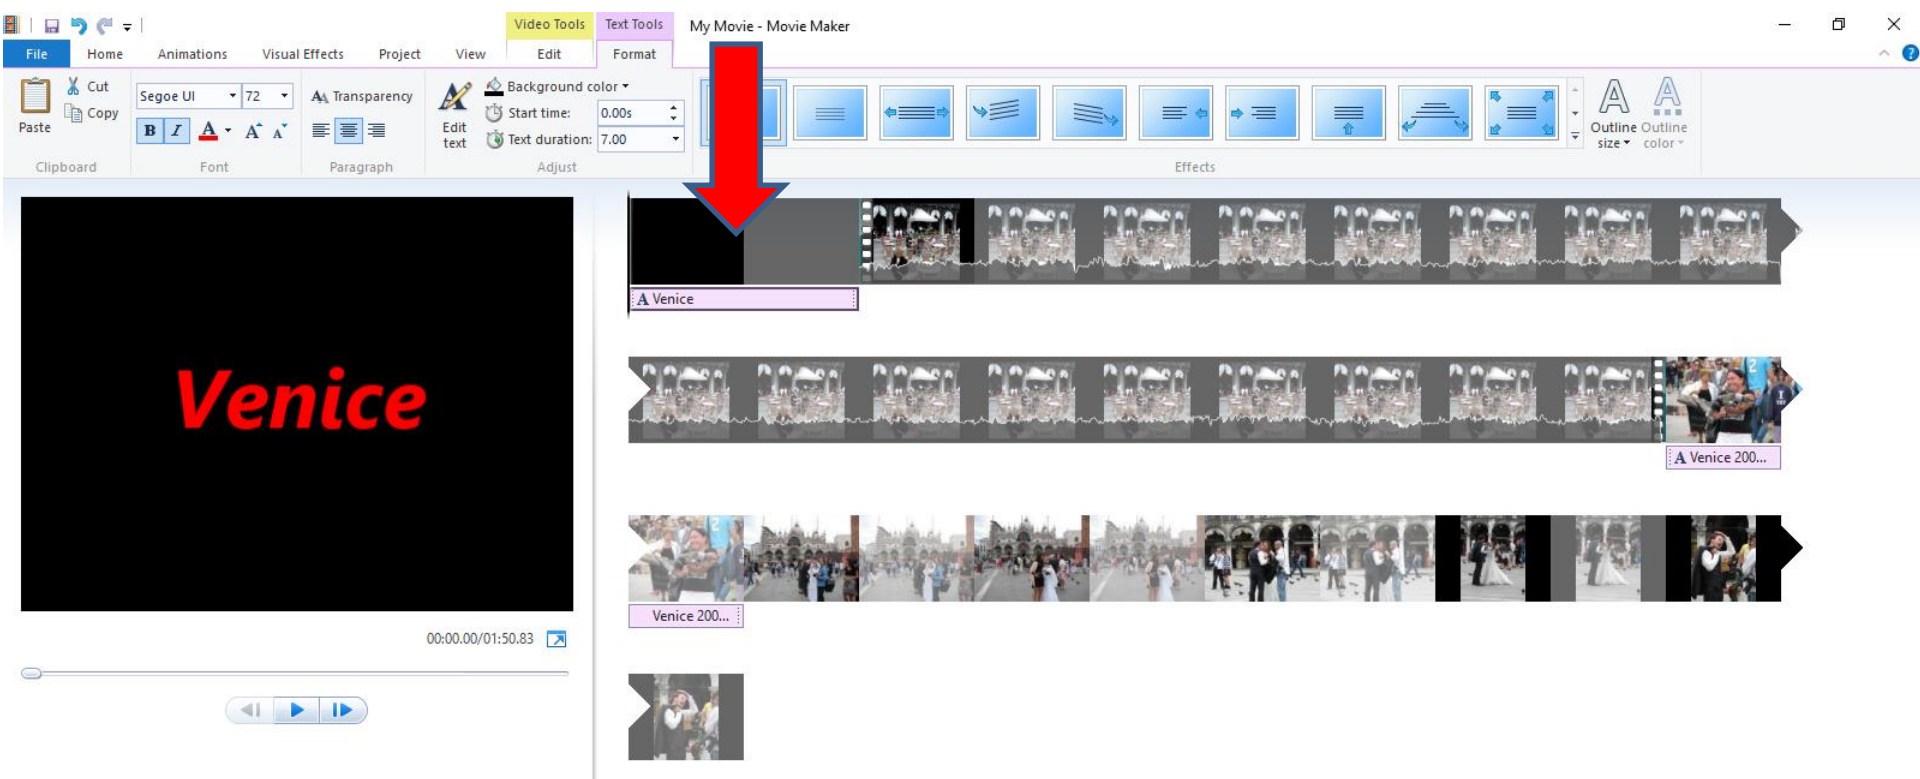 Video Tools Text Tools My Movie - Movie Maker
File Home Animations Visual Effects Project View Edit Format
Paste
Cut
Copy
Clipboard
Segoe UI 72
B I A A A
Font
Transparency
Paragraph
Edit
text
Background color
Start time: 0.00s
Text duration: 7.00
Adjust
Effects
Outline
size
Outline
color
Venice
00:00.00/01:50.83
A Venice
A Venice 200...
Venice 200...